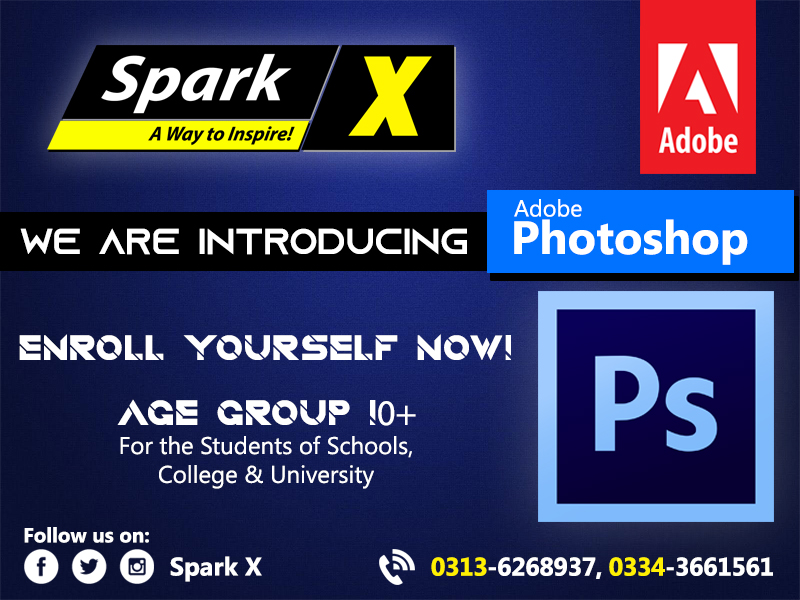 Spark X
A Way to Inspire!
Adobe
WE ARE INTRODUCING
Adobe
Photoshop
ENROLL YOURSELF NOW!
Ps
AGE GROUP 10+
For the Students of Schools,
College & University
Follow us on:
Spark X
0313-6268937, 0334-3661561